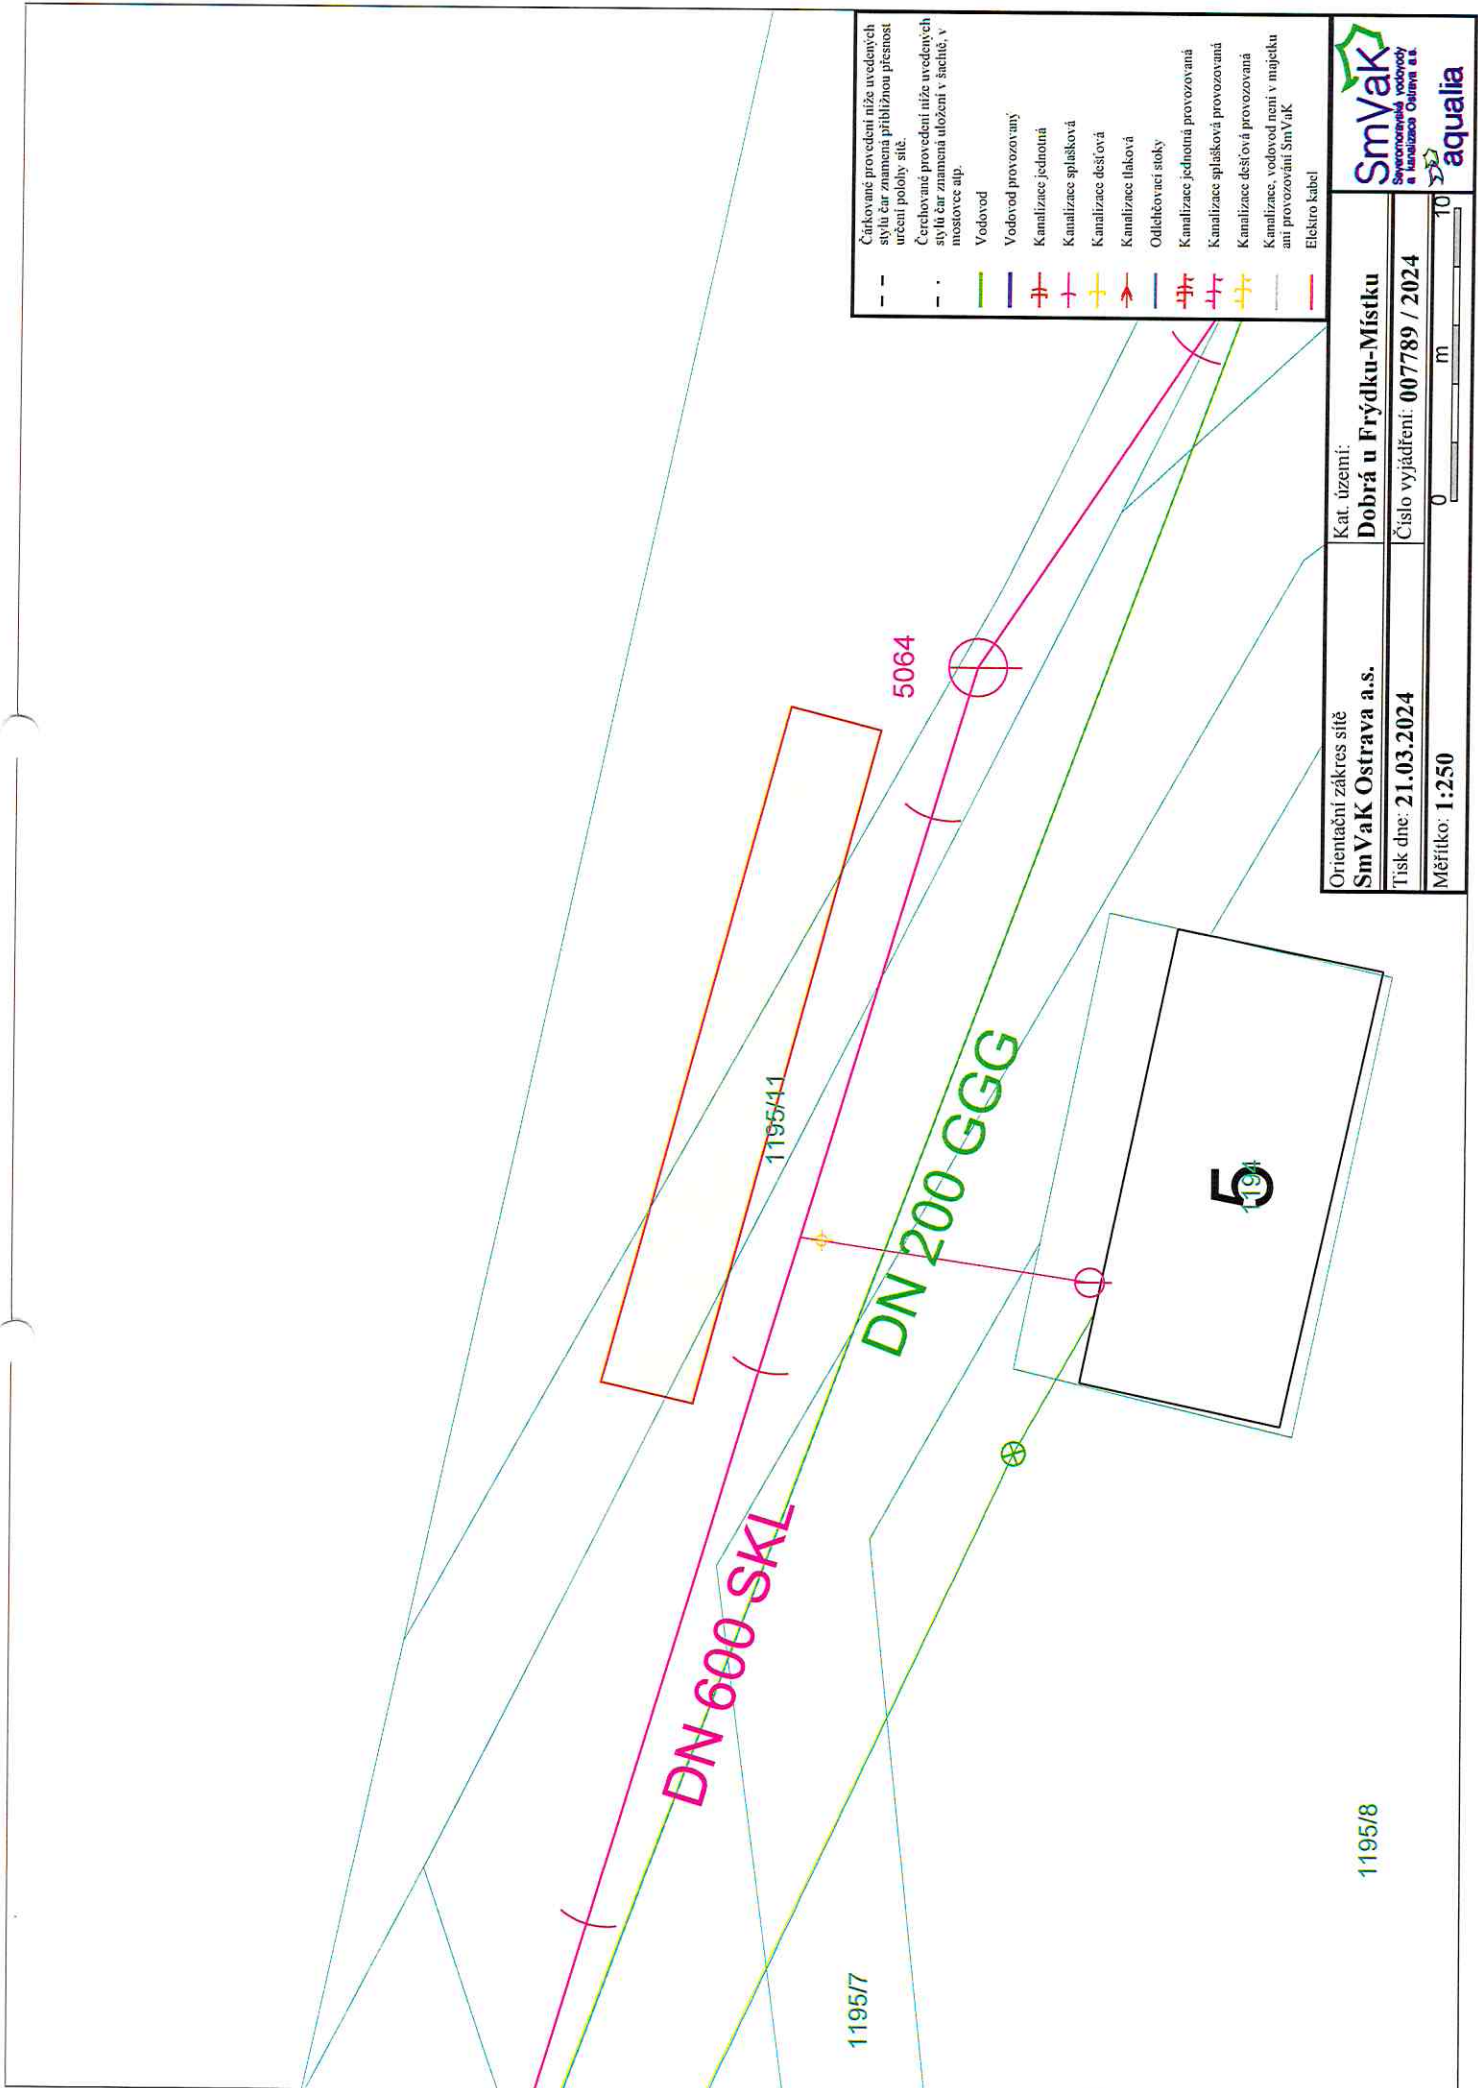 5064
1195/11
DN 200 GGG
DN 600 SKL
5
1194
1195/7
1195/8
Čárkované provedení níže uvedených
stylů čar znamená přibližnou přesnost
určení polohy sítě.
Čerchované provedení níže uvedených
stylů čar znamená uložení v šachtě, v
mostovce atp.
Vodovod
Vodovod provozovaný
Kanalizace jednotná
Kanalizace splašková
Kanalizace dešťová
Kanalizace tlaková
Odlehčovací stoky
Kanalizace jednotná provozovaná
Kanalizace splašková provozovaná
Kanalizace dešťová provozovaná
Kanalizace, vodovod není v majetku
ani provozování SmVaK
Elektro kabel
Orientační zákres sítě
SmVaK Ostrava a.s.
Kat. území:
Dobrá u Frýdku-Místku
Tisk dne: 21.03.2024
Číslo vyjádření: 007789 / 2024
Měřítko: 1:250
0 m 10
SmVaK
Severomoravské vodovody
a kanalizace Ostrava a.s.
aqualia